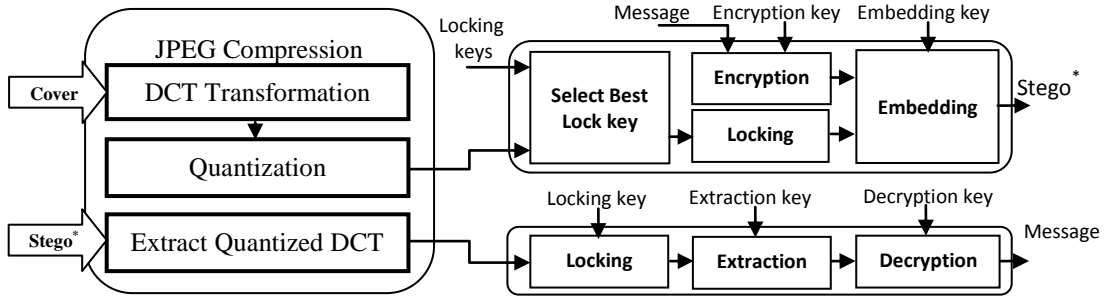 JPEG Compression
Cover
DCT Transformation
Quantization
Stego*
Extract Quantized DCT
Locking
keys
Message
Encryption key
Embedding key
Select Best
Lock key
Encryption
Locking
Embedding
Stego*
Locking key
Extraction key
Decryption key
Locking
Extraction
Decryption
Message